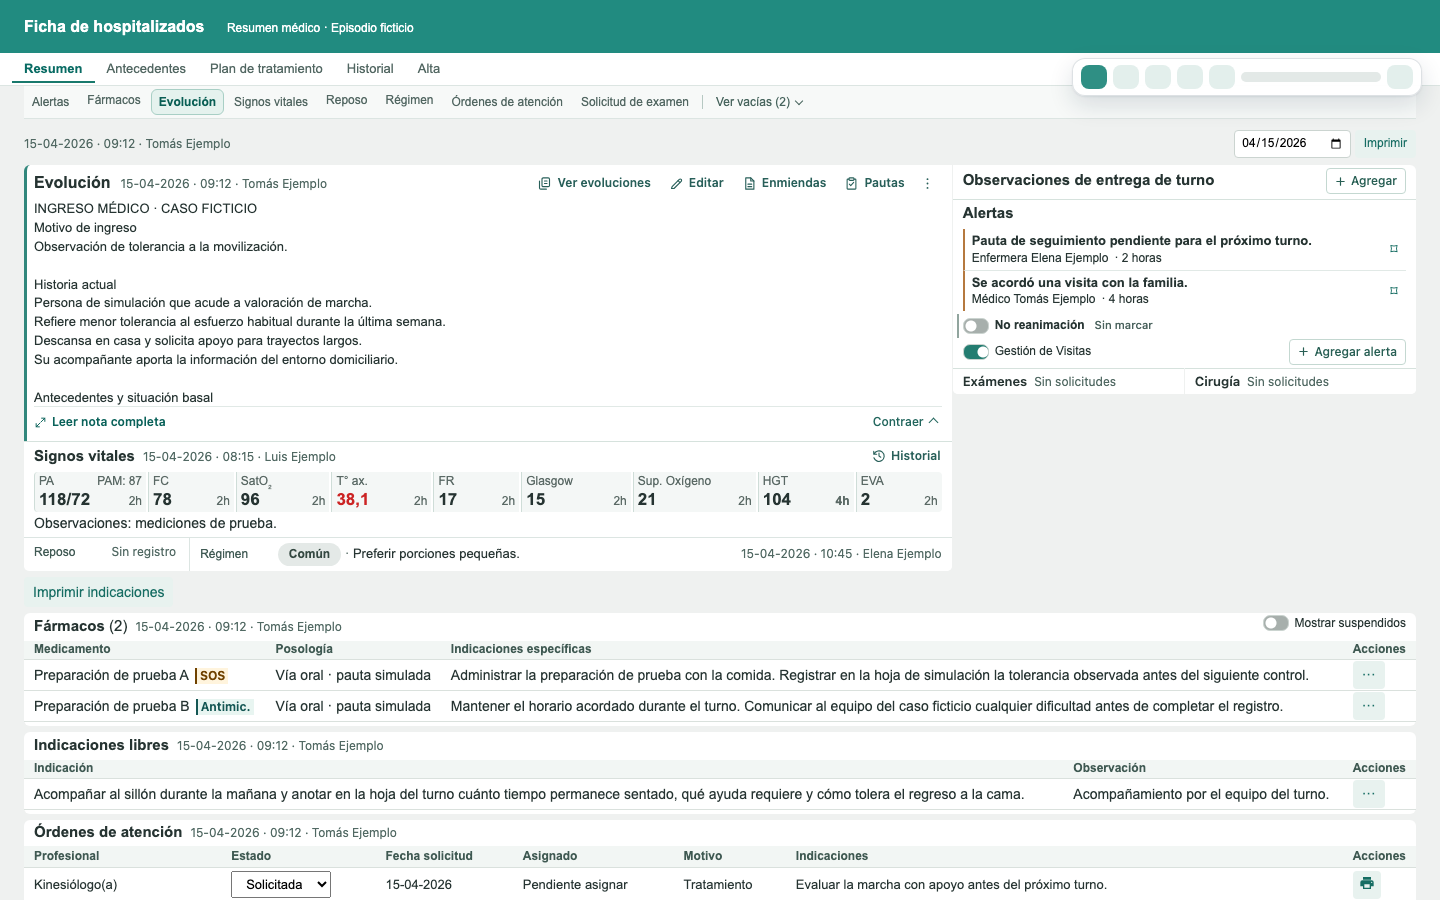 Ficha de hospitalizados Resumen médico · Episodio ficticio
Resumen Antecedentes Plan de tratamiento Historial Alta
Alertas Fármacos Evolución Signos vitales Reposo Régimen Órdenes de atención Solicitud de examen Ver vacías (2)
15-04-2026 · 09:12 · Tomás Ejemplo
04/15/2026 Imprimir
Evolución 15-04-2026 · 09:12 · Tomás Ejemplo Ver evoluciones Editar Enmiendas Pautas
INGRESO MÉDICO · CASO FICTICIO
Motivo de ingreso
Observación de tolerancia a la movilización.
Historia actual
Persona de simulación que acude a valoración de marcha.
Refiere menor tolerancia al esfuerzo habitual durante la última semana.
Descansa en casa y solicita apoyo para trayectos largos.
Su acompañante aporta la información del entorno domiciliario.
Antecedentes y situación basal
Leer nota completa Contraer
Observaciones de entrega de turno + Agregar
Alertas
Pauta de seguimiento pendiente para el próximo turno.
Enfermera Elena Ejemplo · 2 horas
Se acordó una visita con la familia.
Médico Tomás Ejemplo · 4 horas
No reanimación Sin marcar
Gestión de Visitas + Agregar alerta
Exámenes Sin solicitudes Cirugía Sin solicitudes
Signos vitales 15-04-2026 · 08:15 · Luis Ejemplo Historial
PA PAM: 87 FC SatO2 T° ax. FR Glasgow Sup. Oxígeno HGT EVA
118/72 2h 78 2h 96 2h 38,1 2h 17 2h 15 2h 21 2h 104 4h 2 2h
Observaciones: mediciones de prueba.
Reposo Sin registro Régimen Común · Preferir porciones pequeñas. 15-04-2026 · 10:45 · Elena Ejemplo
Imprimir indicaciones
Fármacos (2) 15-04-2026 · 09:12 · Tomás Ejemplo Mostrar suspendidos
Medicamento Posología Indicaciones específicas Acciones
Preparación de prueba A SOS Vía oral · pauta simulada Administrar la preparación de prueba con la comida. Registrar en la hoja de simulación la tolerancia observada antes del siguiente control. ...
Preparación de prueba B Antimic. Vía oral · pauta simulada Mantener el horario acordado durante el turno. Comunicar al equipo del caso ficticio cualquier dificultad antes de completar el registro. ...
Indicaciones libres 15-04-2026 · 09:12 · Tomás Ejemplo
Indicación Observación Acciones
Acompañar al sillón durante la mañana y anotar en la hoja del turno cuánto tiempo permanece sentado, qué ayuda requiere y cómo tolera el regreso a la cama. Acompañamiento por el equipo del turno. ...
Órdenes de atención 15-04-2026 · 09:12 · Tomás Ejemplo
Profesional Estado Fecha solicitud Asignado Motivo Indicaciones Acciones
Kinesiólogo(a) Solicitada 15-04-2026 Pendiente asignar Tratamiento Evaluar la marcha con apoyo antes del próximo turno.